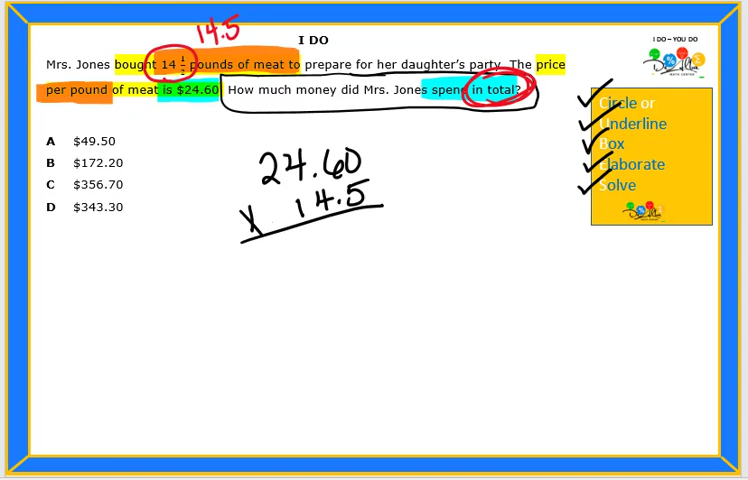 14.5
I DO
Mrs. Jones bought 14 1/2 pounds of meat to prepare for her daughter's party. The price
per pound of meat is $24.60. How much money did Mrs. Jones spend in total?
A $49.50
B $172.20
C $356.70
D $343.30
24.60
x 14.5
I DO – YOU DO
MATH CENTER
Circle or
Underline
Box
Elaborate
Solve